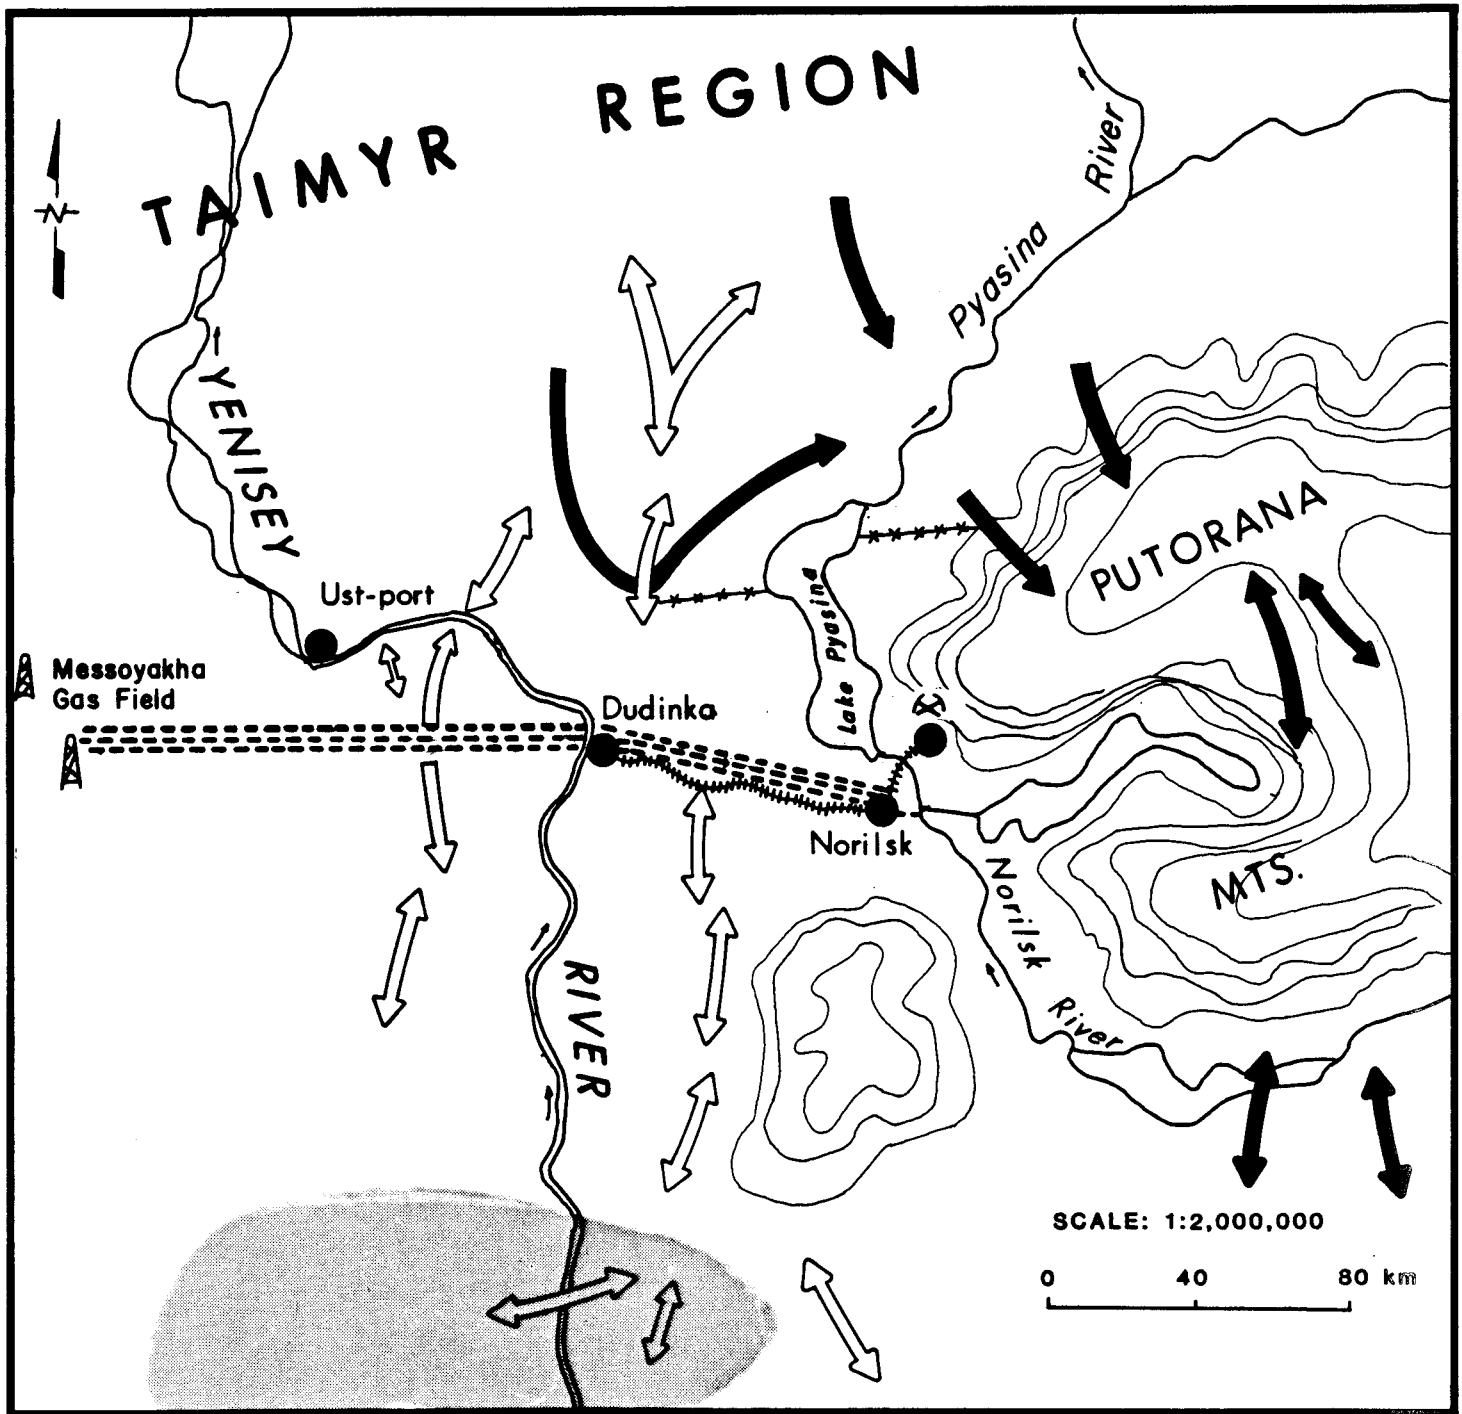 TAIMYR REGION
Pyasina River
YENISEY
PUTORANA
Ust-port
Lake Pyasina
Messoyakha
Gas Field
Dudinka
Norilsk
MTS.
Norilsk River
RIVER
SCALE: 1:2,000,000
0 40 80 km
N